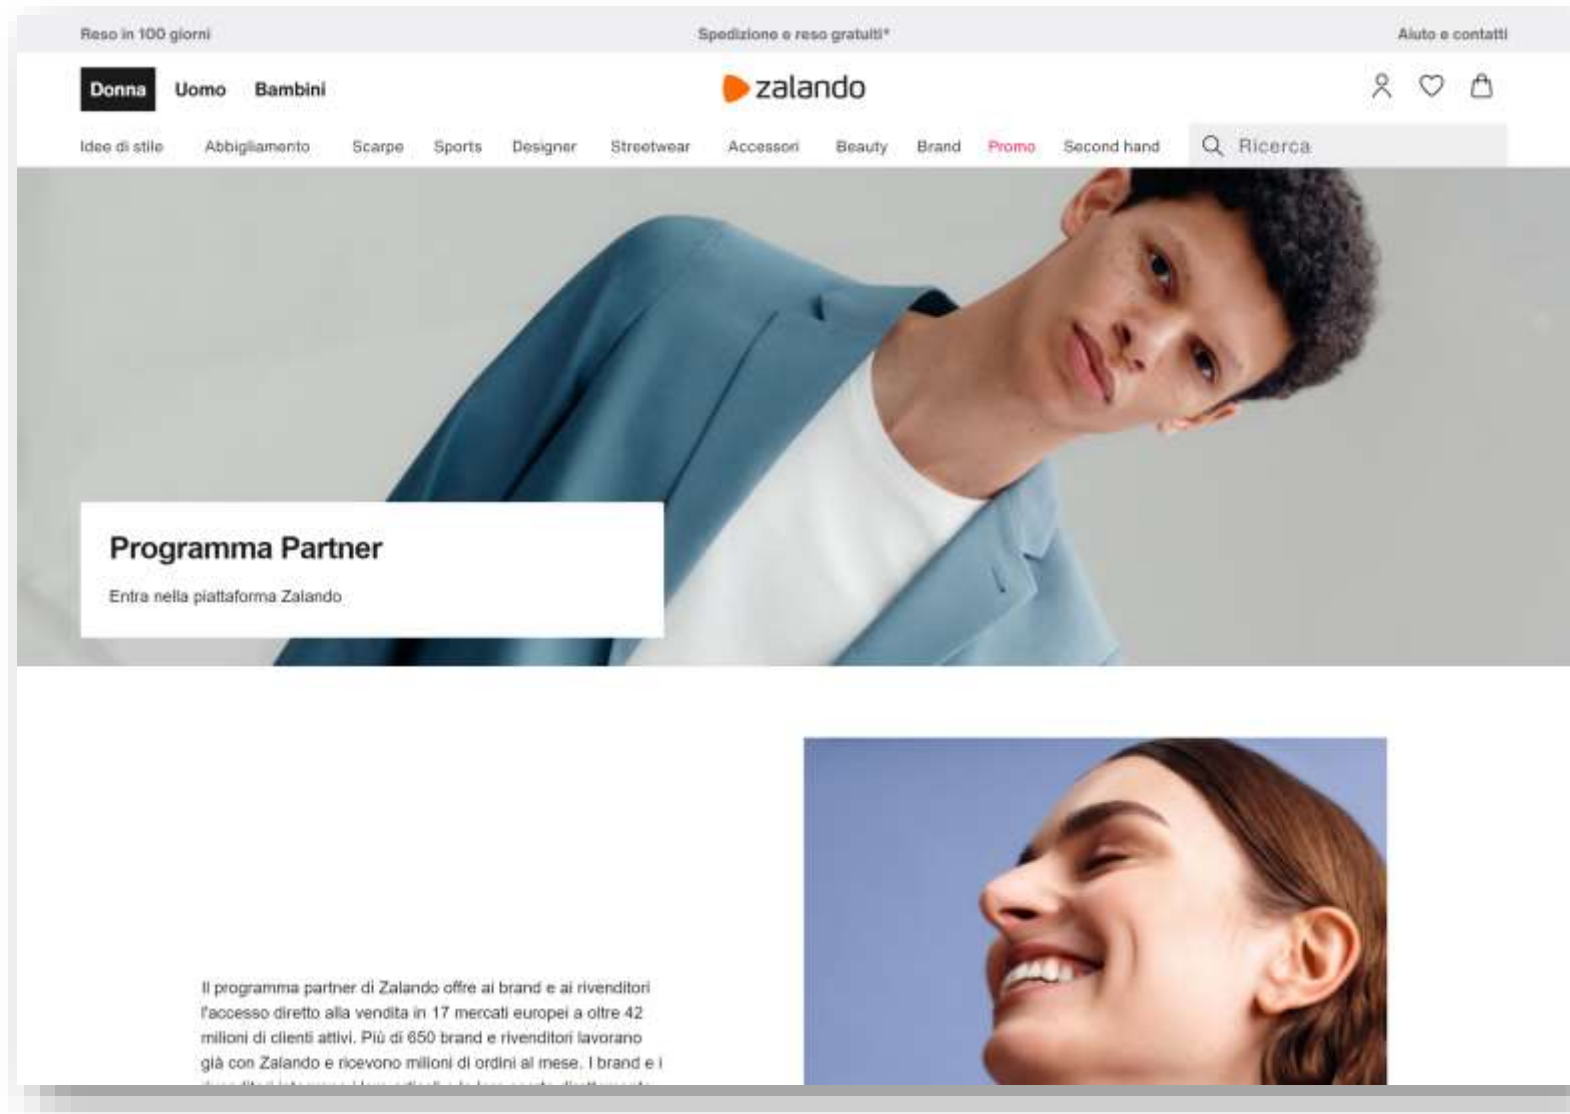 Reso in 100 giorni
Spedizione e reso gratuiti*
Aiuto e contatti
Donna Uomo Bambini
zalando
Idee di stile Abbigliamento Scarpe Sports Designer Streetwear Accessori Beauty Brand Promo Second hand Ricerca
Programma Partner
Entra nella piattaforma Zalando
Il programma partner di Zalando offre ai brand e ai rivenditori
l'accesso diretto alla vendita in 17 mercati europei a oltre 42
milioni di clienti attivi. Più di 650 brand e rivenditori lavorano
già con Zalando e ricevono milioni di ordini al mese. I brand e i